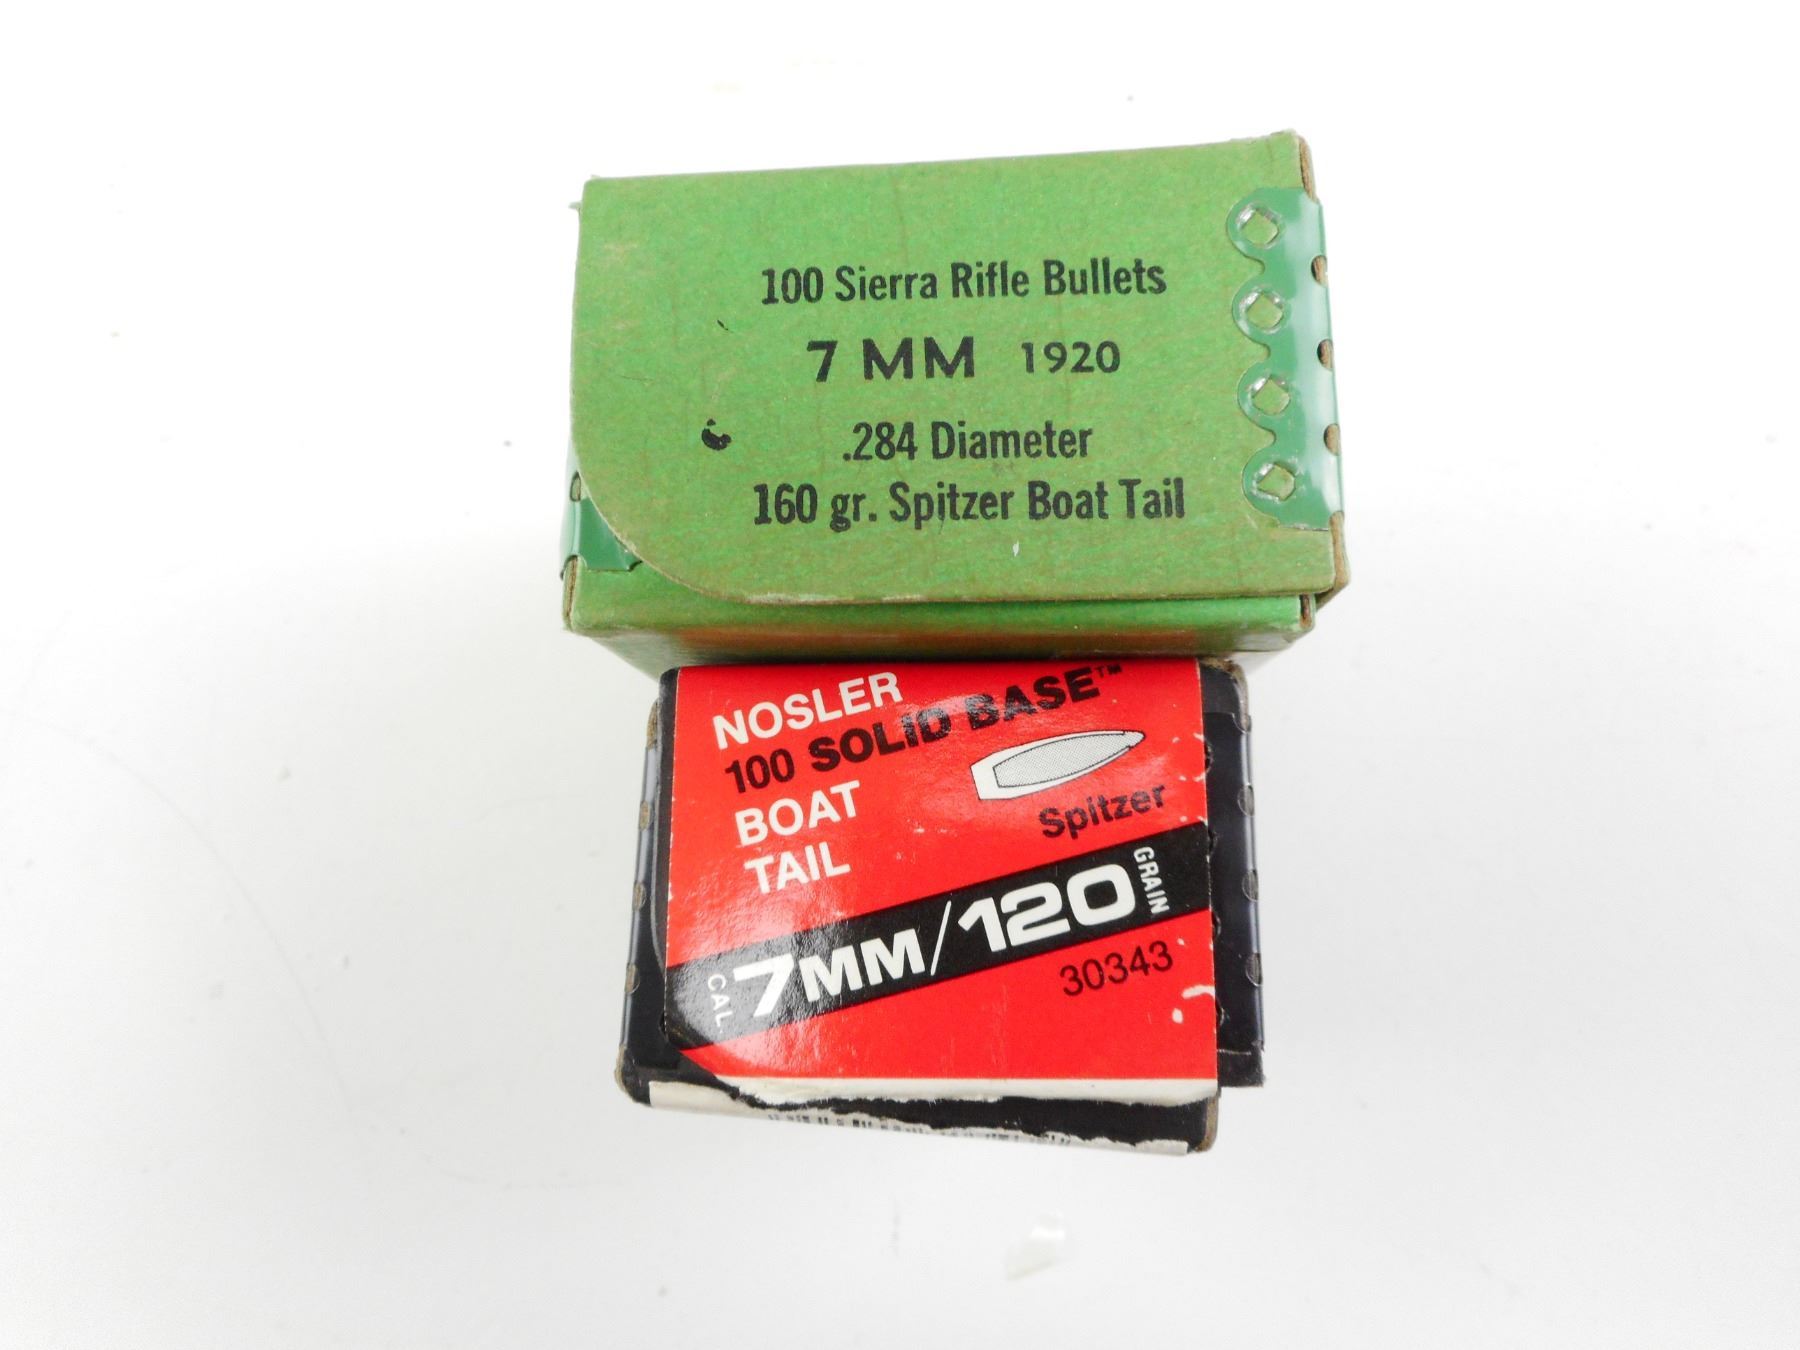 100 Sierra Rifle Bullets
7 MM 1920
.284 Diameter
160 gr. Spitzer Boat Tail
NOSLER
100 SOLID BASE™
BOAT
TAIL
Spitzer
CAL. 7MM/120 GRAIN
30343